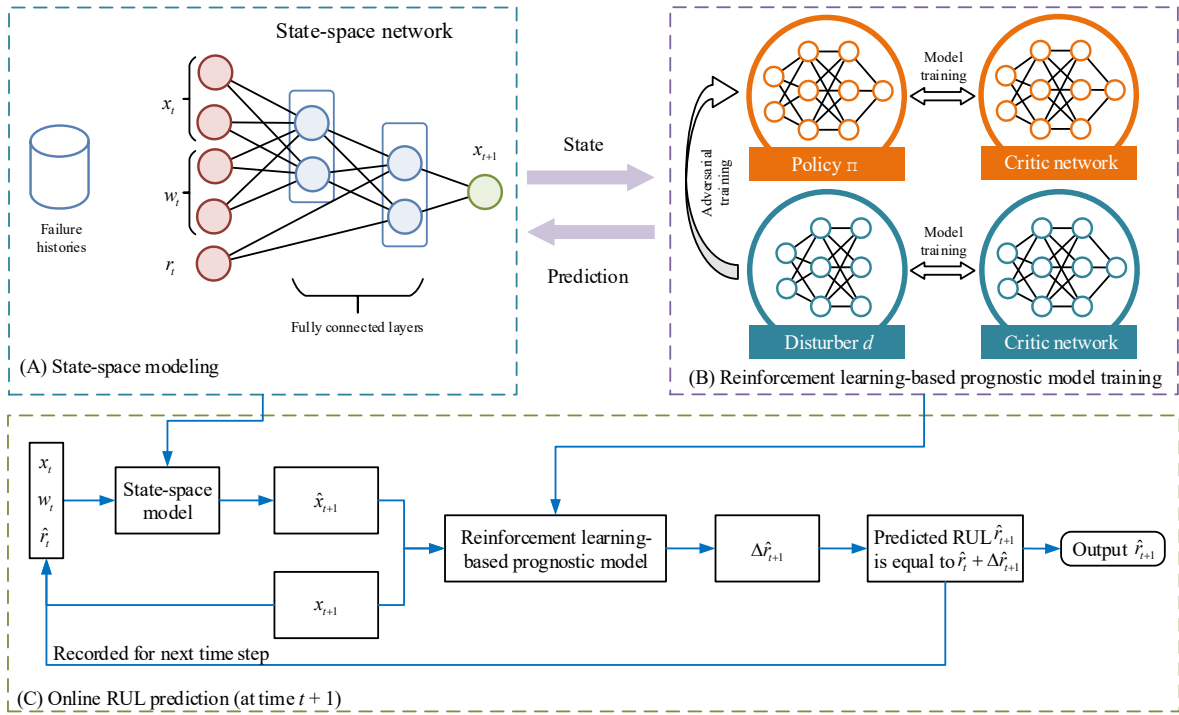 State-space network
x_t
w_t
r_t
x_{t+1}
Failure
histories
Fully connected layers
(A) State-space modeling
State
Prediction
Model
training
Policy π
Critic network
Adversarial
training
Model
training
Disturber d
Critic network
(B) Reinforcement learning-based prognostic model training
x_t
w_t
r̂_t
State-space
model
x̂_{t+1}
x_{t+1}
Reinforcement learning-
based prognostic model
Δr̂_{t+1}
Predicted RUL r̂_{t+1}
is equal to r̂_t + Δr̂_{t+1}
Output r̂_{t+1}
Recorded for next time step
(C) Online RUL prediction (at time t + 1)